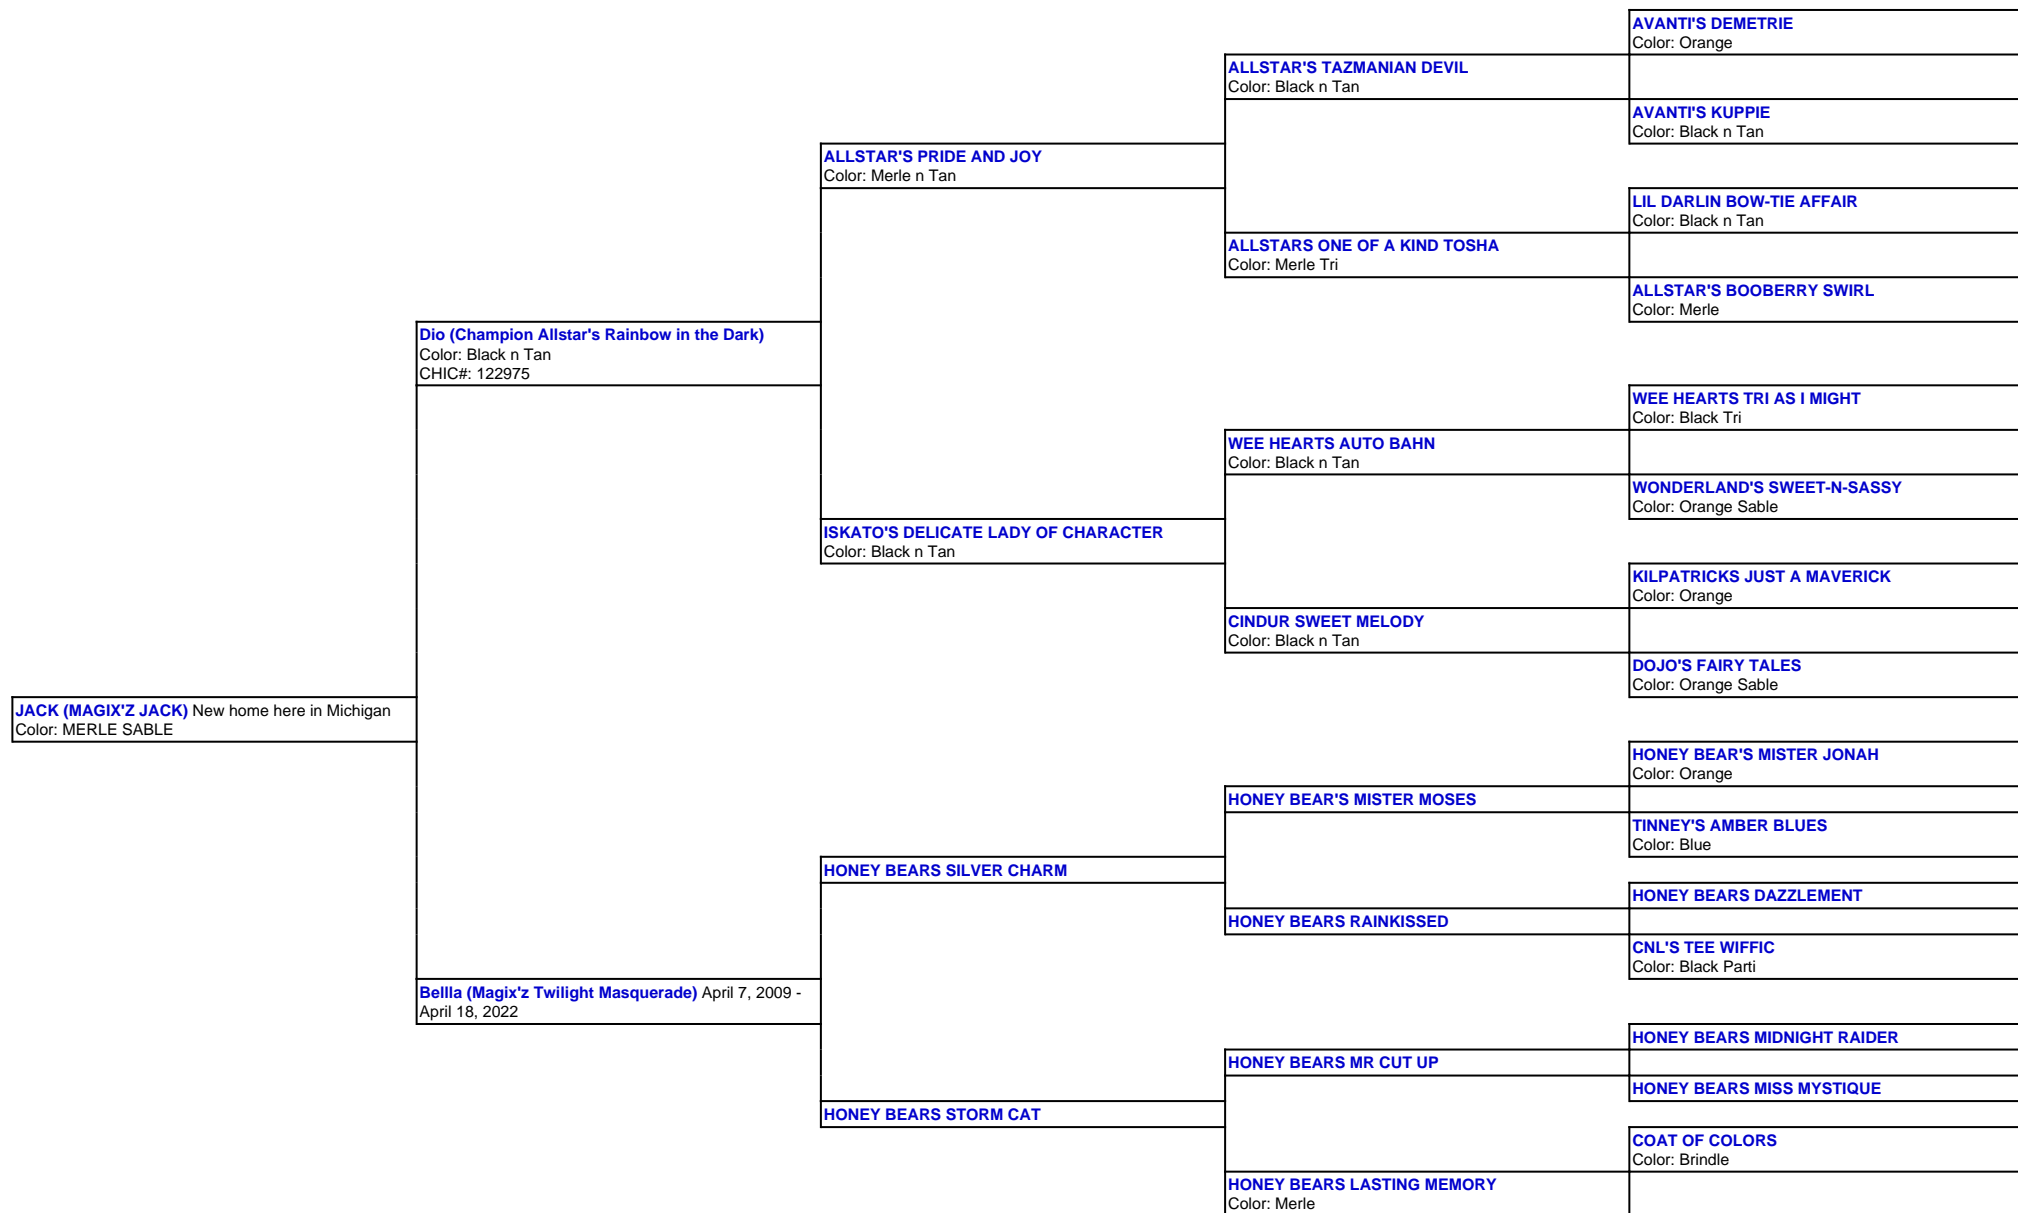 AVANTI'S DEMETRIE
Color: Orange
ALLSTAR'S TAZMANIAN DEVIL
Color: Black n Tan
AVANTI'S KUPPIE
Color: Black n Tan
ALLSTAR'S PRIDE AND JOY
Color: Merle n Tan
LIL DARLIN BOW-TIE AFFAIR
Color: Black n Tan
ALLSTARS ONE OF A KIND TOSHA
Color: Merle Tri
ALLSTAR'S BOOBERRY SWIRL
Color: Merle
Dio (Champion Allstar's Rainbow in the Dark)
Color: Black n Tan
CHIC#: 122975
WEE HEARTS TRI AS I MIGHT
Color: Black Tri
WEE HEARTS AUTO BAHN
Color: Black n Tan
WONDERLAND'S SWEET-N-SASSY
Color: Orange Sable
ISKATO'S DELICATE LADY OF CHARACTER
Color: Black n Tan
KILPATRICKS JUST A MAVERICK
Color: Orange
CINDUR SWEET MELODY
Color: Black n Tan
DOJO'S FAIRY TALES
Color: Orange Sable
JACK (MAGIX'Z JACK) New home here in Michigan
Color: MERLE SABLE
HONEY BEAR'S MISTER JONAH
Color: Orange
HONEY BEAR'S MISTER MOSES
TINNEY'S AMBER BLUES
Color: Blue
HONEY BEARS SILVER CHARM
HONEY BEARS DAZZLEMENT
HONEY BEARS RAINKISSED
CNL'S TEE WIFFIC
Color: Black Parti
Bellla (Magix'z Twilight Masquerade) April 7, 2009 -
April 18, 2022
HONEY BEARS MIDNIGHT RAIDER
HONEY BEARS MR CUT UP
HONEY BEARS MISS MYSTIQUE
HONEY BEARS STORM CAT
COAT OF COLORS
Color: Brindle
HONEY BEARS LASTING MEMORY
Color: Merle